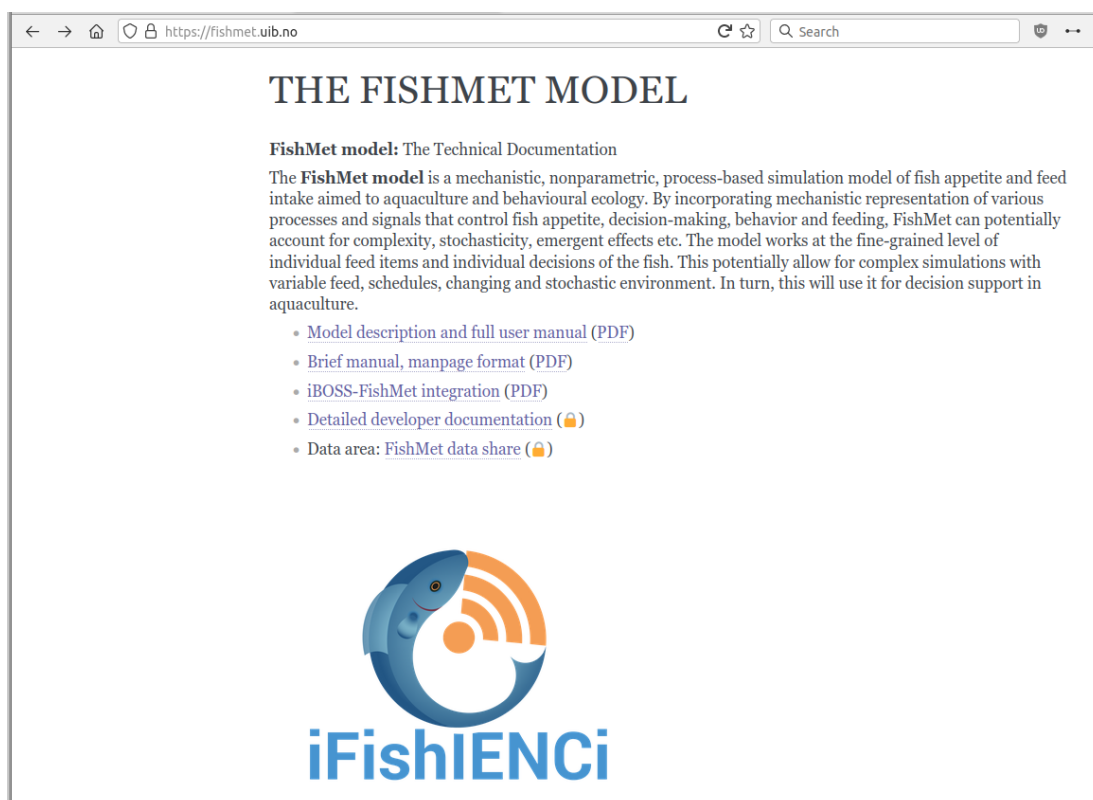 https://fishmet.uib.no
Search
THE FISHMET MODEL
FishMet model: The Technical Documentation
The FishMet model is a mechanistic, nonparametric, process-based simulation model of fish appetite and feed
intake aimed to aquaculture and behavioural ecology. By incorporating mechanistic representation of various
processes and signals that control fish appetite, decision-making, behavior and feeding, FishMet can potentially
account for complexity, stochasticity, emergent effects etc. The model works at the fine-grained level of
individual feed items and individual decisions of the fish. This potentially allow for complex simulations with
variable feed, schedules, changing and stochastic environment. In turn, this will use it for decision support in
aquaculture.
• Model description and full user manual (PDF)
• Brief manual, manpage format (PDF)
• iBOSS-FishMet integration (PDF)
• Detailed developer documentation (🔒)
• Data area: FishMet data share (🔒)
iFishIENCi